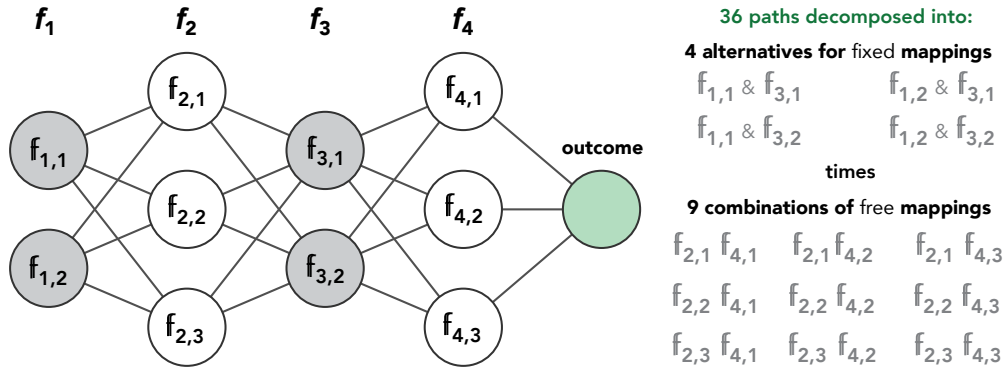 f1 f2 f3 f4
f1,1
f1,2
f2,1
f2,2
f2,3
f3,1
f3,2
f4,1
f4,2
f4,3
outcome
36 paths decomposed into:
4 alternatives for fixed mappings
𝕗1,1 & 𝕗3,1 𝕗1,2 & 𝕗3,1
𝕗1,1 & 𝕗3,2 𝕗1,2 & 𝕗3,2
times
9 combinations of free mappings
𝕗2,1 𝕗4,1 𝕗2,1 𝕗4,2 𝕗2,1 𝕗4,3
𝕗2,2 𝕗4,1 𝕗2,2 𝕗4,2 𝕗2,2 𝕗4,3
𝕗2,3 𝕗4,1 𝕗2,3 𝕗4,2 𝕗2,3 𝕗4,3